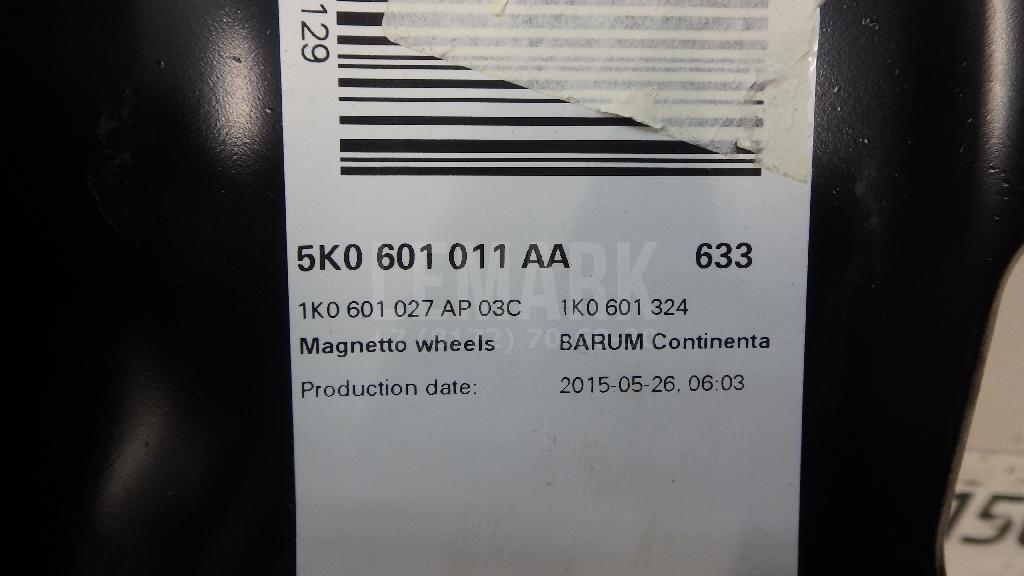 129
5K0 601 011 AA 633
1K0 601 027 AP 03C 1K0 601 324
Magnetto wheels BARUM Continenta
Production date: 2015-05-26, 06:03
LEMARK